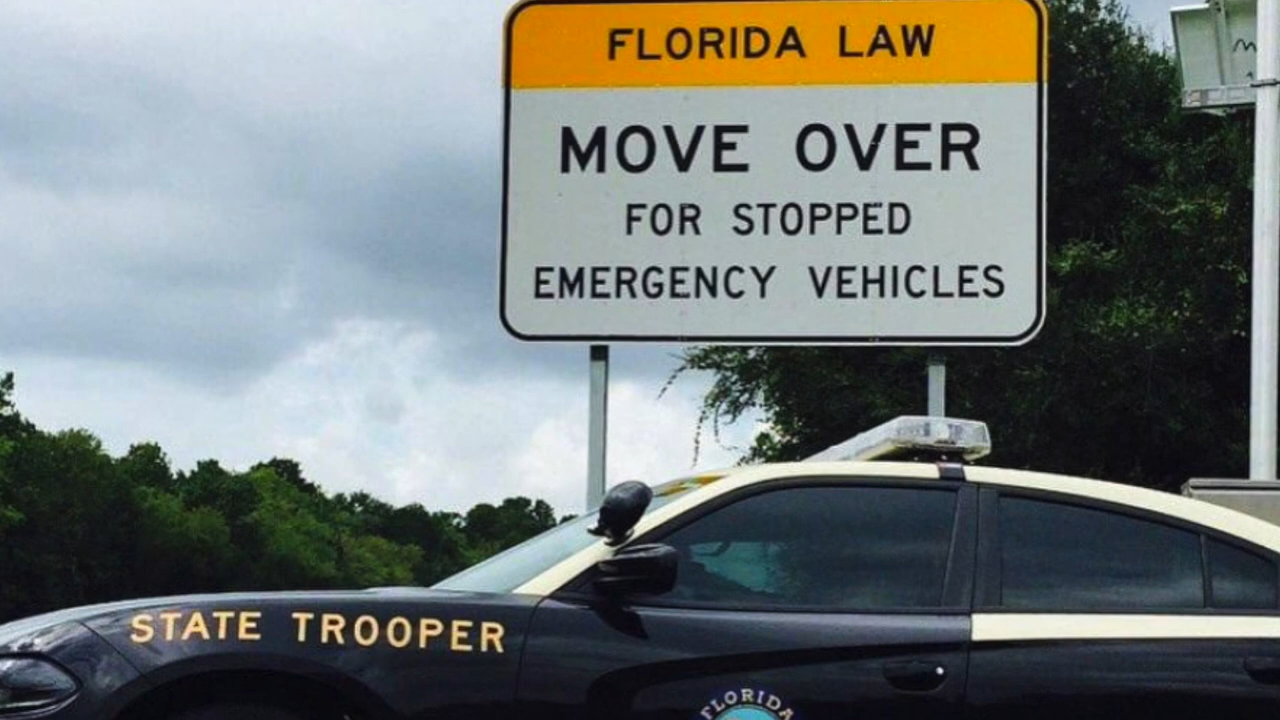 FLORIDA LAW
MOVE OVER
FOR STOPPED
EMERGENCY VEHICLES
STATE TROOPER
FLORIDA